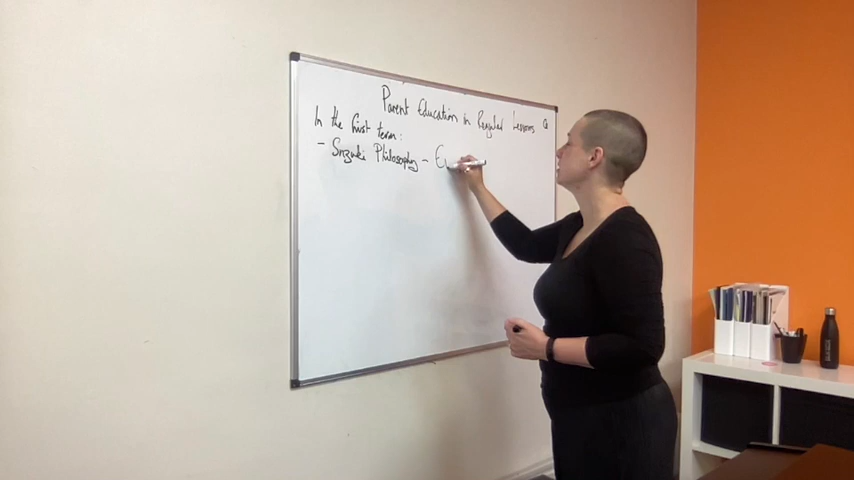 Parent Education in Regular Lessons
In the first term:
- Suzuki Philosophy -